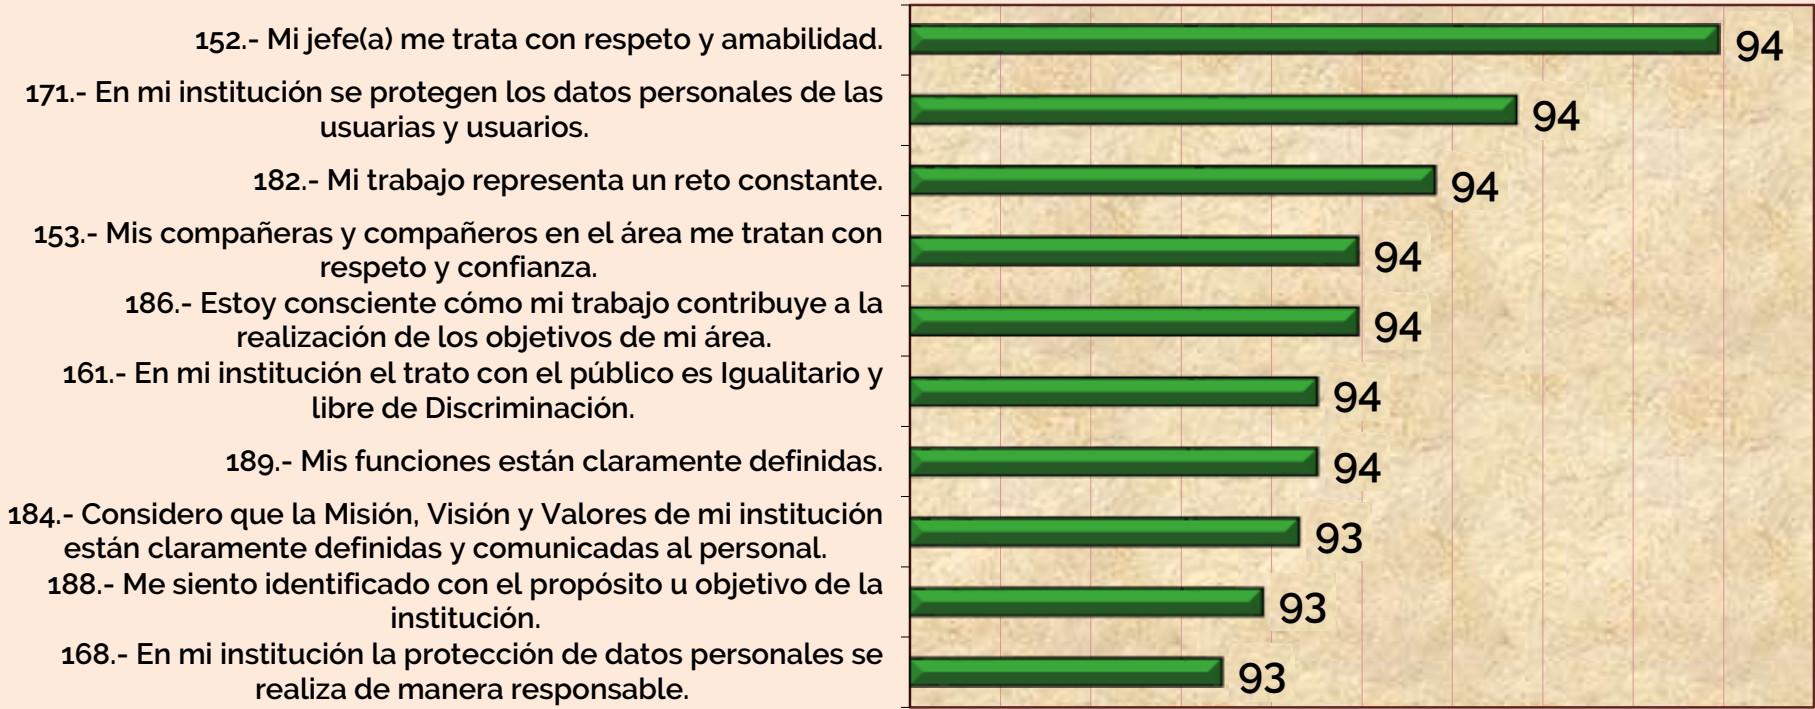 152.- Mi jefe(a) me trata con respeto y amabilidad.
94
171.- En mi institución se protegen los datos personales de las
usuarias y usuarios.
94
182.- Mi trabajo representa un reto constante.
94
153.- Mis compañeras y compañeros en el área me tratan con
respeto y confianza.
94
186.- Estoy consciente cómo mi trabajo contribuye a la
realización de los objetivos de mi área.
94
161.- En mi institución el trato con el público es Igualitario y
libre de Discriminación.
94
189.- Mis funciones están claramente definidas.
94
184.- Considero que la Misión, Visión y Valores de mi institución
están claramente definidas y comunicadas al personal.
93
188.- Me siento identificado con el propósito u objetivo de la
institución.
93
168.- En mi institución la protección de datos personales se
realiza de manera responsable.
93